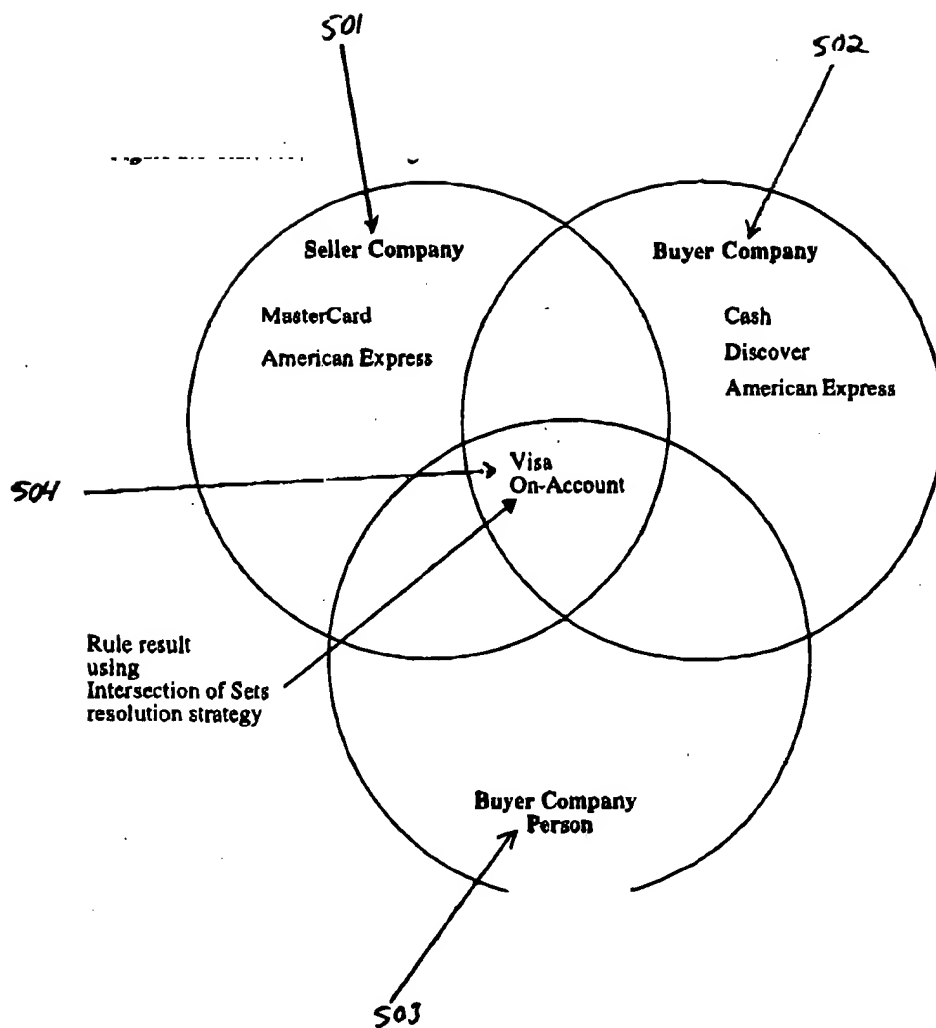 501
502
Seller Company
Buyer Company
MasterCard
American Express
Cash
Discover
American Express
Visa
On-Account
504
Rule result
using
Intersection of Sets
resolution strategy
Buyer Company
Person
503